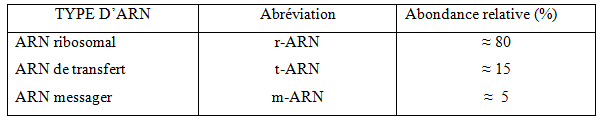 TYPE D'ARN Abréviation Abondance relative (%)
ARN ribosomal r-ARN ≈ 80
ARN de transfert t-ARN ≈ 15
ARN messager m-ARN ≈ 5